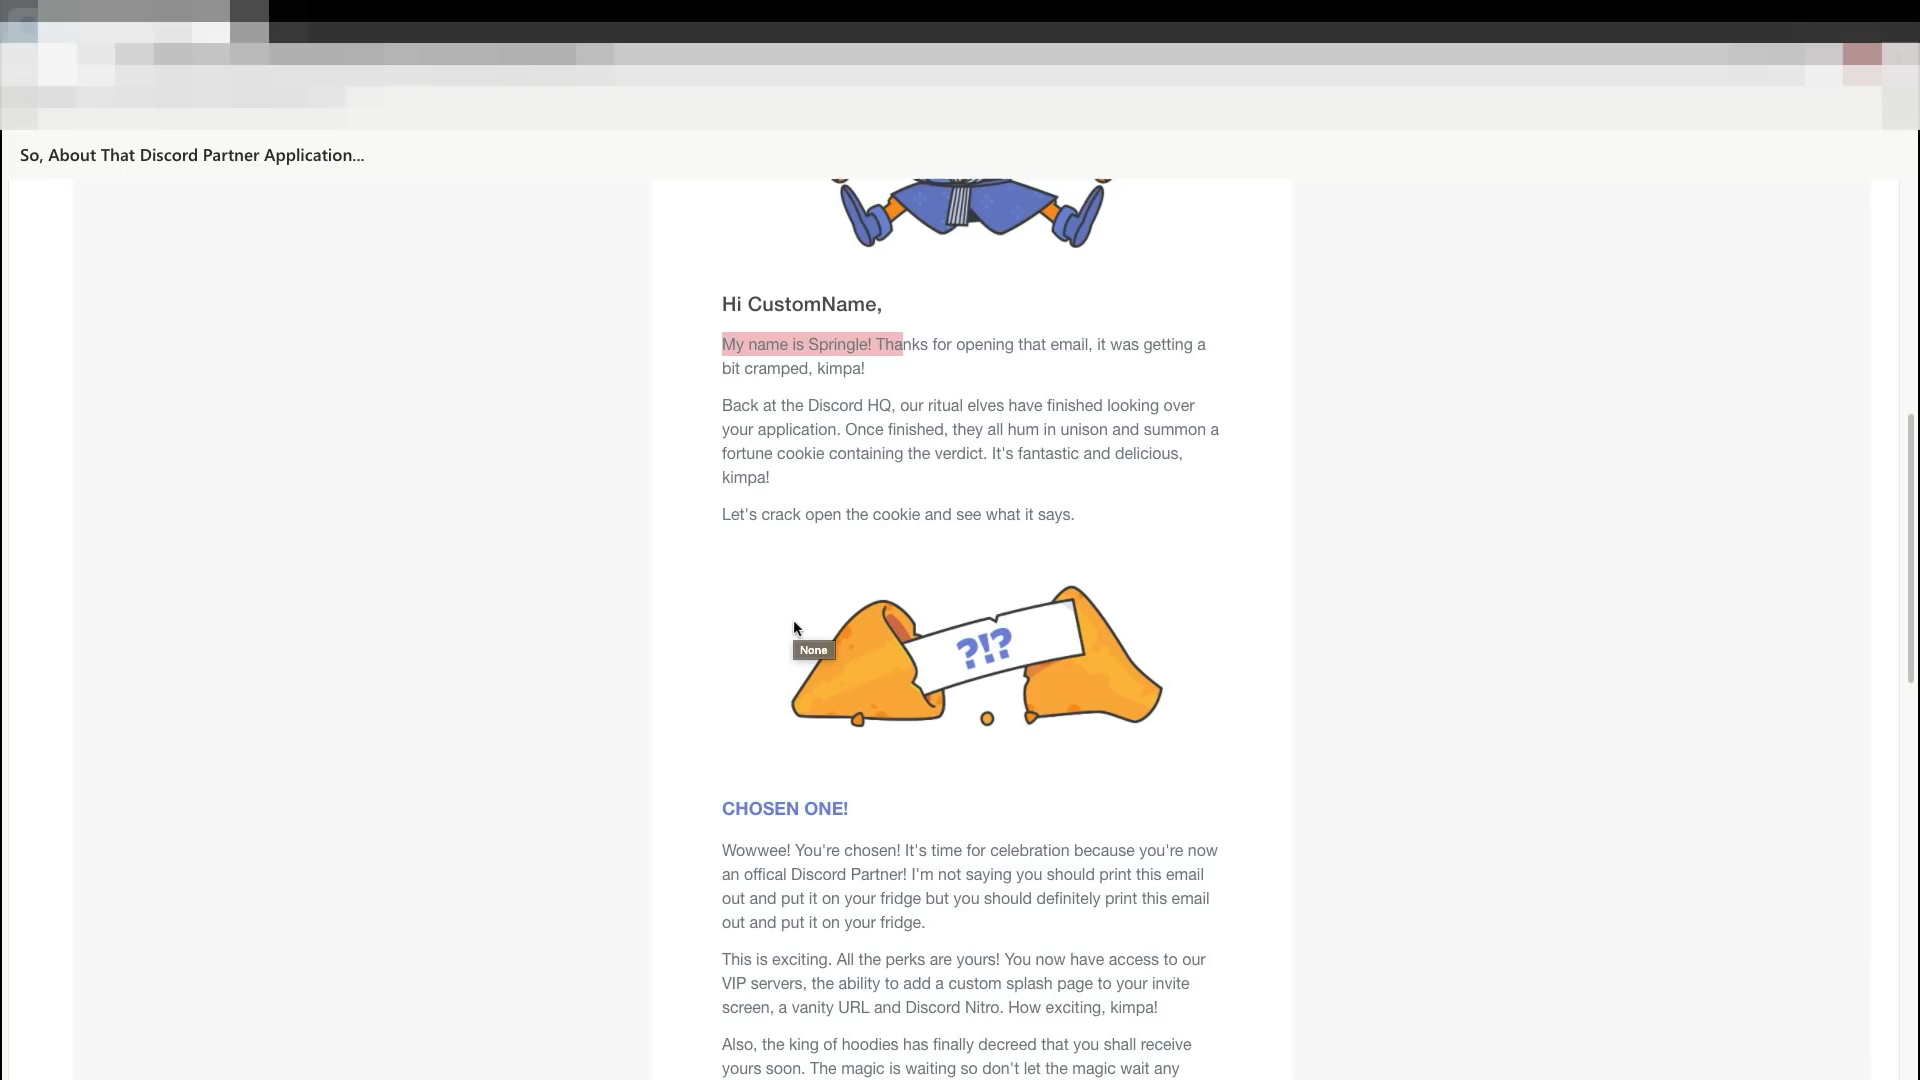 So, About That Discord Partner Application...
Hi CustomName,
My name is Springle! Thanks for opening that email, it was getting a
bit cramped, kimpa!
Back at the Discord HQ, our ritual elves have finished looking over
your application. Once finished, they all hum in unison and summon a
fortune cookie containing the verdict. It's fantastic and delicious,
kimpa!
Let's crack open the cookie and see what it says.
?!?
None
CHOSEN ONE!
Wowwee! You're chosen! It's time for celebration because you're now
an offical Discord Partner! I'm not saying you should print this email
out and put it on your fridge but you should definitely print this email
out and put it on your fridge.
This is exciting. All the perks are yours! You now have access to our
VIP servers, the ability to add a custom splash page to your invite
screen, a vanity URL and Discord Nitro. How exciting, kimpa!
Also, the king of hoodies has finally decreed that you shall receive
yours soon. The magic is waiting so don't let the magic wait any